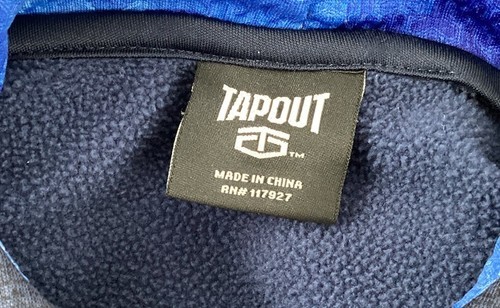 TAPOUT
TM
MADE IN CHINA
RN# 117927